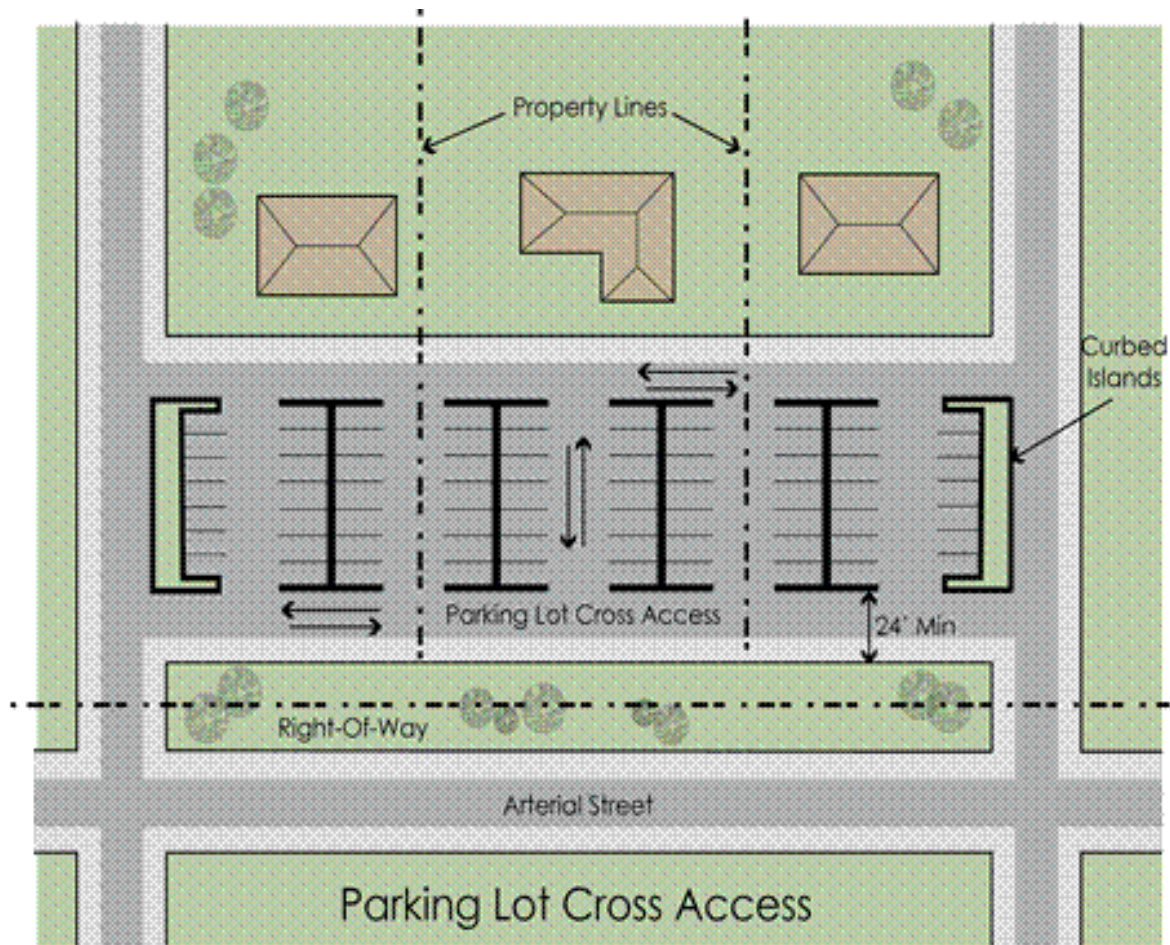 Property Lines
Curbed
Islands
Parking Lot Cross Access
24' Min
Right-Of-Way
Arterial Street
Parking Lot Cross Access